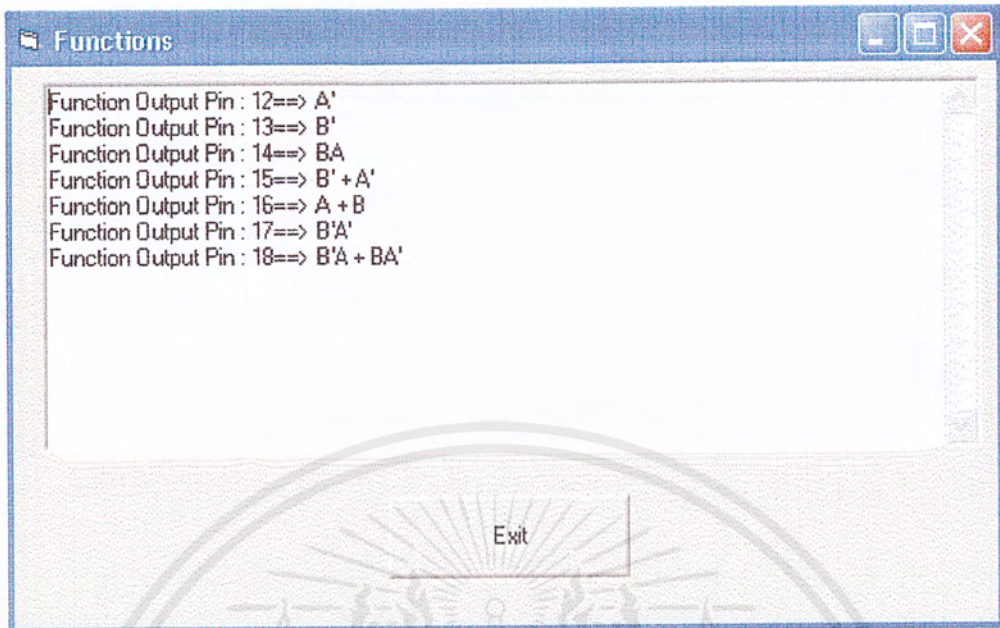 Functions
Function Output Pin : 12==> A'
Function Output Pin : 13==> B'
Function Output Pin : 14==> BA
Function Output Pin : 15==> B' + A'
Function Output Pin : 16==> A + B
Function Output Pin : 17==> B'A'
Function Output Pin : 18==> B'A + BA'
Exit